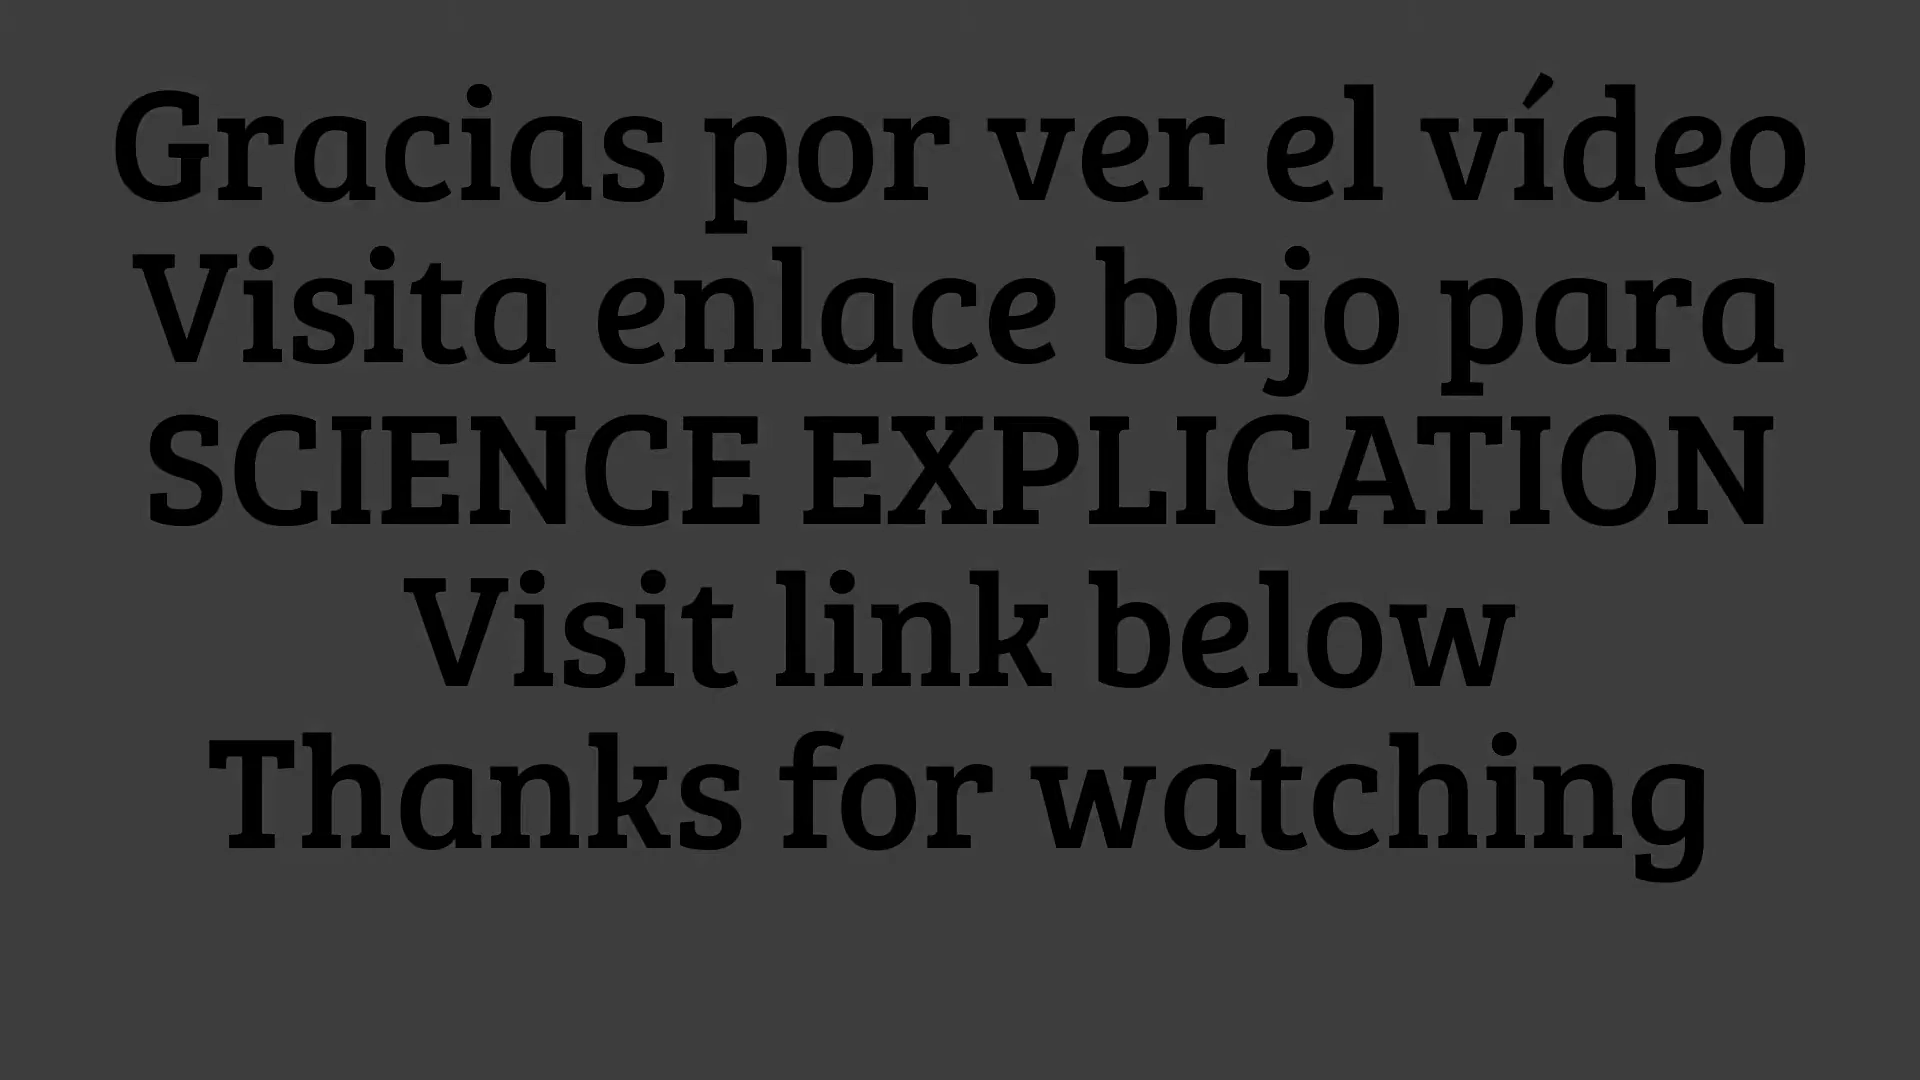 Gracias por ver el vídeo
Visita enlace bajo para
SCIENCE EXPLICATION
Visit link below
Thanks for watching